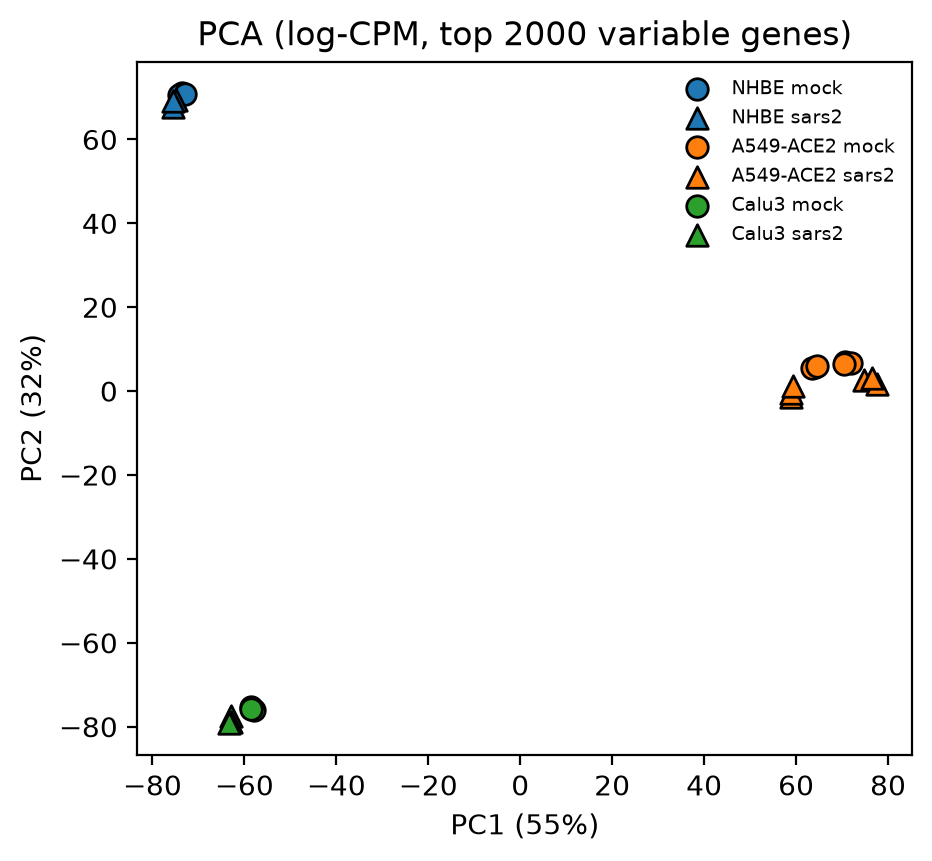 PCA (log-CPM, top 2000 variable genes)
NHBE mock
NHBE sars2
A549-ACE2 mock
A549-ACE2 sars2
Calu3 mock
Calu3 sars2
60
40
20
0
−20
−40
−60
−80
PC2 (32%)
−80 −60 −40 −20 0 20 40 60 80
PC1 (55%)